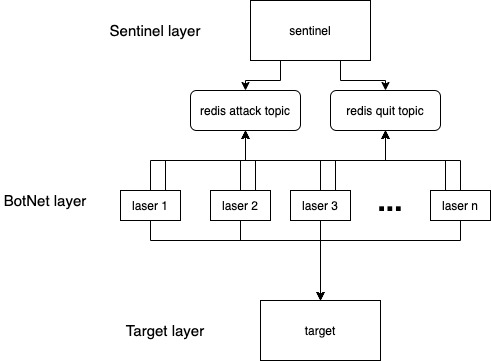 Sentinel layer
sentinel
redis attack topic
redis quit topic
BotNet layer
laser 1
laser 2
laser 3
...
laser n
Target layer
target